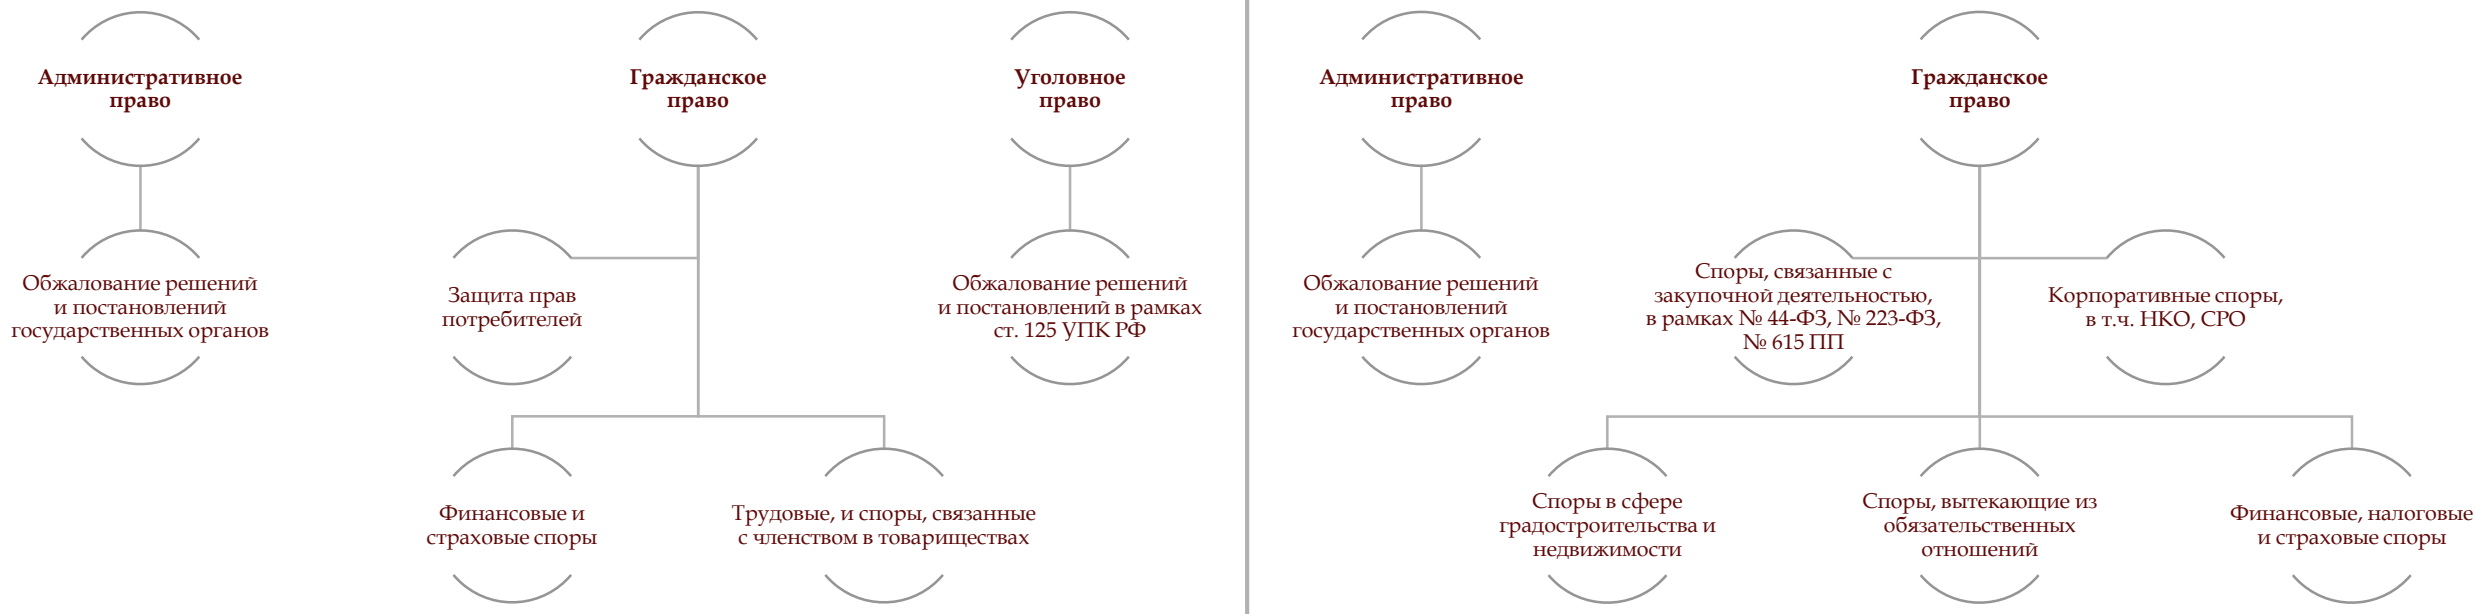 Административное
право
Гражданское
право
Уголовное
право
Обжалование решений
и постановлений
государственных органов
Защита прав
потребителей
Обжалование решений
и постановлений в рамках
ст. 125 УПК РФ
Финансовые и
страховые споры
Трудовые, и споры, связанные
с членством в товариществах
Административное
право
Гражданское
право
Обжалование решений
и постановлений
государственных органов
Споры, связанные с
закупочной деятельностью,
в рамках № 44-ФЗ, № 223-ФЗ,
№ 615 ПП
Корпоративные споры,
в т.ч. НКО, СРО
Споры в сфере
градостроительства и
недвижимости
Споры, вытекающие из
обязательственных
отношений
Финансовые, налоговые
и страховые споры